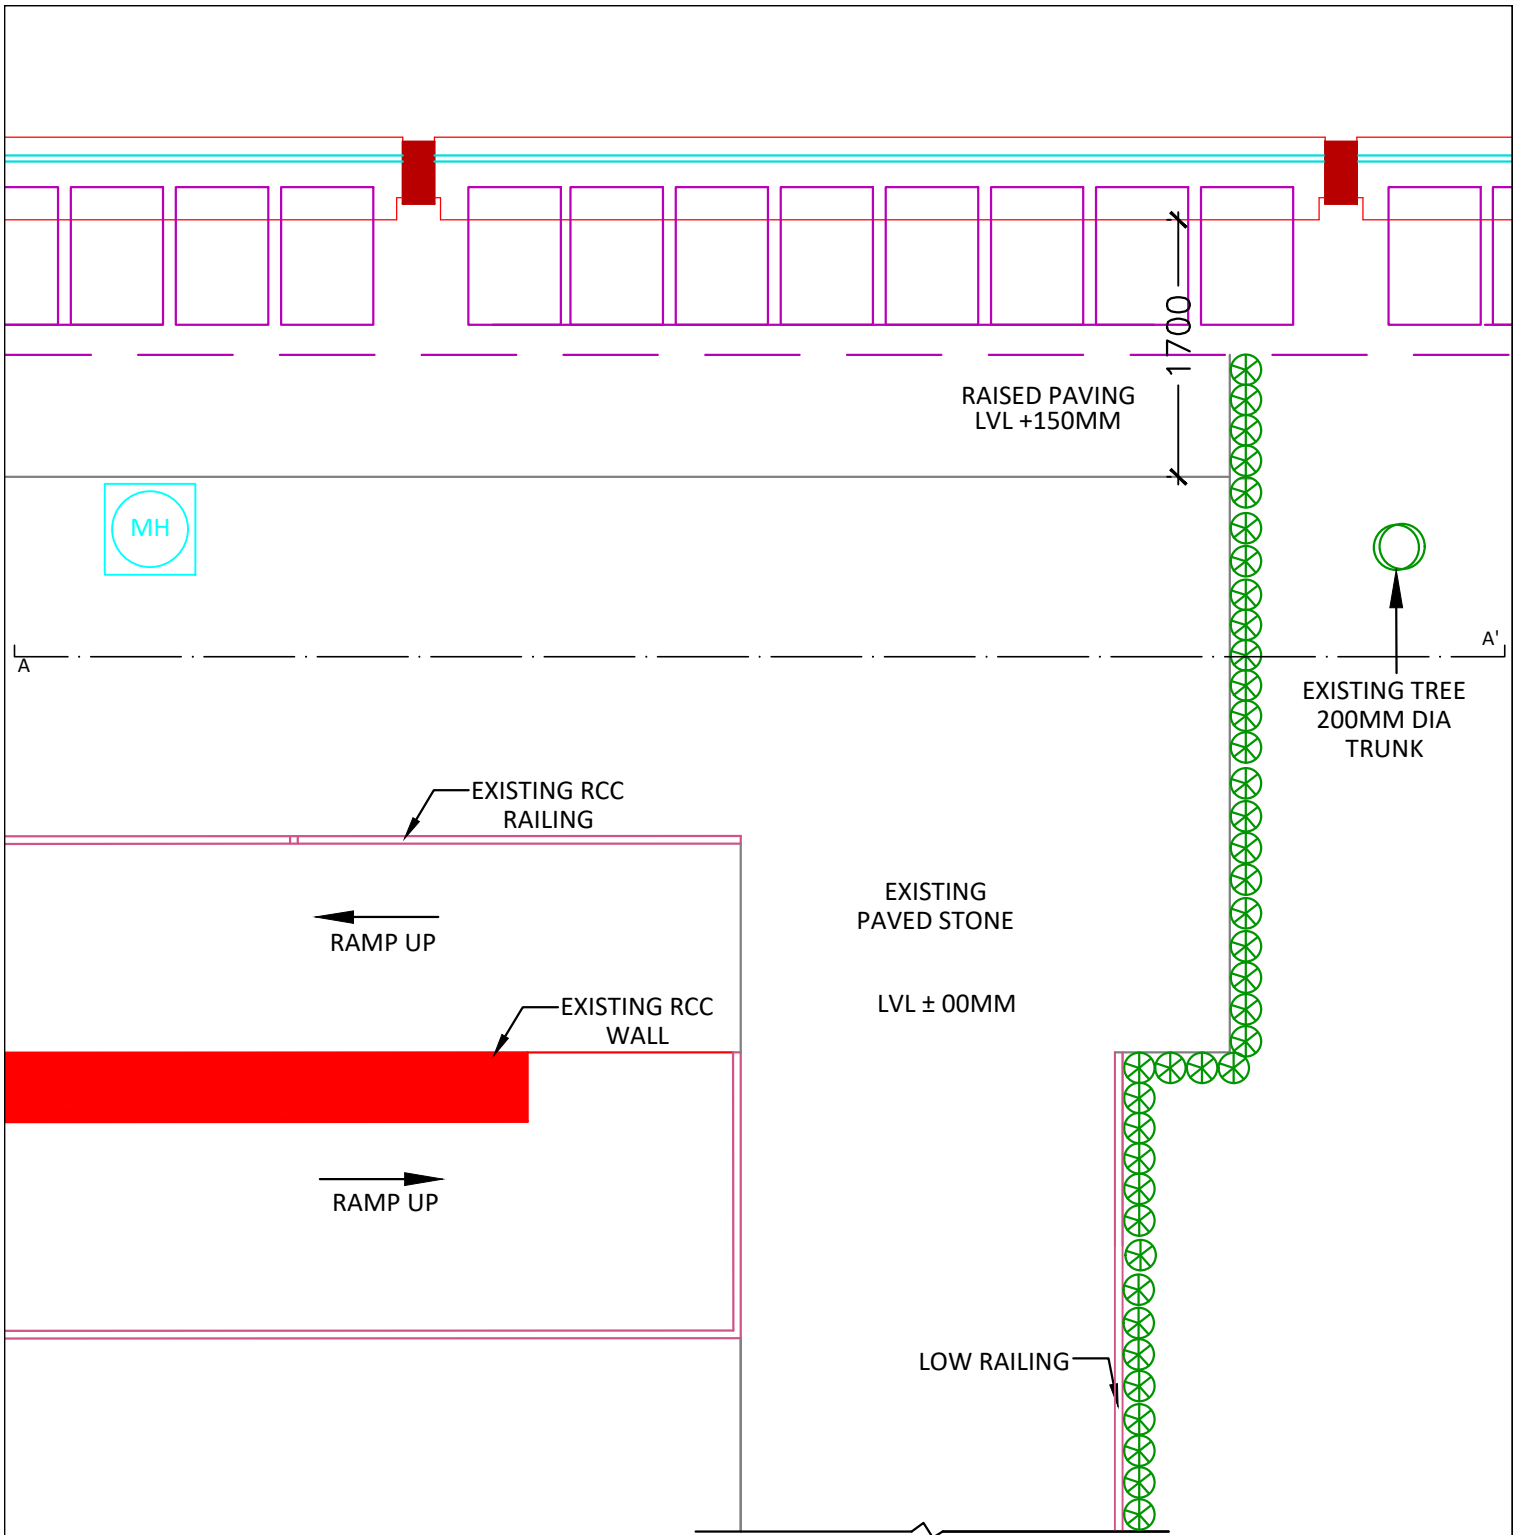 1700
RAISED PAVING
LVL +150MM
MH
A
A'
EXISTING TREE
200MM DIA
TRUNK
EXISTING RCC
RAILING
EXISTING
PAVED STONE
RAMP UP
LVL ± 00MM
EXISTING RCC
WALL
RAMP UP
LOW RAILING